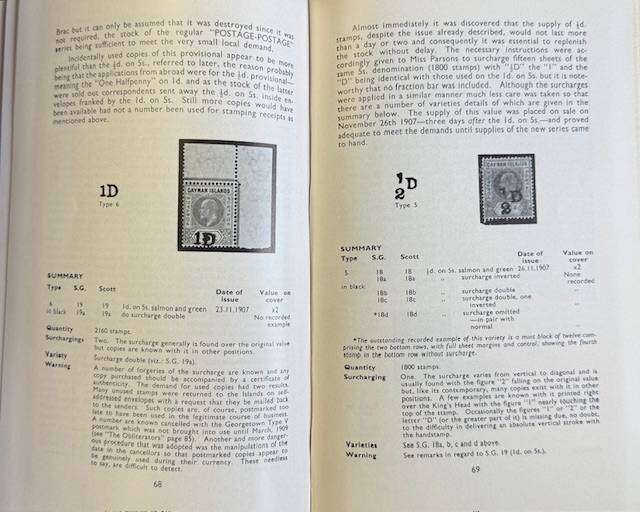 Brac but it can only be assumed that it was destroyed since it was
not required, the stock of the regular "POSTAGE-POSTAGE"
series being sufficient to meet the very small local demand.
Incidentally used copies of this provisional appear to be more
plentiful than the ½d. on 5s., referred to later, the reason probably
being that the applications from abroad were for the ½d. provisional—
meaning the "One Halfpenny" on 1d. and as the stock of the latter
were sold out correspondents sent away the ½d. on 5s. inside en-
velopes franked by the 1d. on 5s. Still more copies would have
been available had not a number been used for stamping receipts as
mentioned above.
1D
Type 6
CAYMAN ISLANDS
1D
SUMMARY
Type S.G. Scott Date of issue Value on cover
6 19 19 1d. on 5s. salmon and green 23.11.1907 x2
in black 19a 19a do surcharge double No recorded example
Quantity 2160 stamps.
Surcharging Two. The surcharge generally is found over the original value
but copies are known with it in other positions.
Variety Surcharge double (viz.: S.G. 19a).
Warning A number of forgeries of the surcharge are known and any
copy purchased should be accompanied by a certificate of
authenticity. The demand for used copies had two results.
Many unused stamps were returned to the Islands on self-
addressed envelopes with a request that they be mailed back
to the senders. Such copies are, of course, postmarked too
late to have been used in the legitimate course of business.
A number are known cancelled with the Georgetown Type V
postmark which was not brought into use until March, 1909
(see "The Obliterators" page 85). Another and more danger-
ous procedure that was adopted was the manipulations of the
date in the cancellors so that postmarked copies appear to
be genuinely used during their currency. These needless
to say, are difficult to detect.
68
Almost immediately it was discovered that the supply of ½d.
stamps, despite the issue already described, would not last more
than a day or two and consequently it was essential to replenish
the stock without delay. The necessary instructions were ac-
cordingly given to Miss Parsons to surcharge fifteen sheets of the
same 5s. denomination (1800 stamps) with "½D" the "1" and the
"D" being identical with those used on the 1d. on 5s. but it is note-
worthy that no fraction bar was included. Although the surcharges
were applied in a similar manner much less care was taken so that
there are a number of varieties details of which are given in the
summary below. The supply of this value was placed on sale on
November 26th 1907—three days after the 1d. on 5s.—and proved
adequate to meet the demands until supplies of the new series came
to hand.
1
2 D
Type 5
CAYMAN ISLANDS
1
2 D
SUMMARY
Type S.G. Scott Date of issue Value on cover
5 18 18 ½d. on 5s. salmon and green 26.11.1907 x2
18a 18a ,, surcharge inverted None recorded
in black 18b 18b ,, surcharge double
18c 18c ,, surcharge double, one inverted
*18d 18d ,, surcharge omitted —in pair with normal
*The outstanding recorded example of this variety is a mint block of twelve com-
prising the two bottom rows, with full sheet margins and control, showing the fourth
stamp in the bottom row without surcharge.
Quantity 1800 stamps.
Surcharging One. The surcharge varies from vertical to diagonal and is
usually found with the figure "2" falling on the original value
but, like its contemporary, many copies exist with it in other
positions. A few examples are known with it printed right
over the King's Head with the figure "1" nearly touching the
top of the stamp. Occasionally the figures "1" or "2" or the
letter "D" (or the greater part of it) is missing due, no doubt,
to the difficulty in delivering an absolute vertical stroke with
the handstamp.
Varieties See S.G. 18a, b, c and d above.
Warning See remarks in regard to S.G. 19 (1d. on 5s.).
69